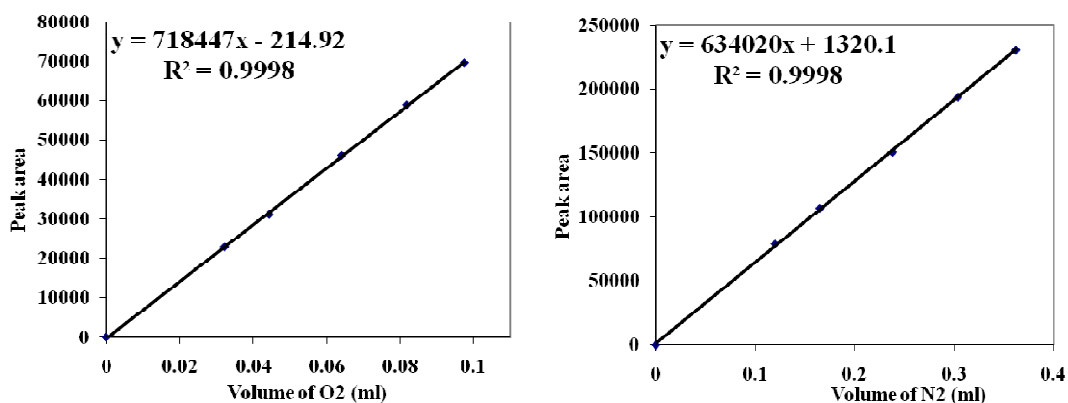 80000
70000
60000
50000
40000
30000
20000
10000
0
y = 718447x - 214.92
R² = 0.9998
Peak area
0 0.02 0.04 0.06 0.08 0.1
Volume of O2 (ml)
250000
200000
150000
100000
50000
0
y = 634020x + 1320.1
R² = 0.9998
Peak area
0 0.1 0.2 0.3 0.4
Volume of N2 (ml)